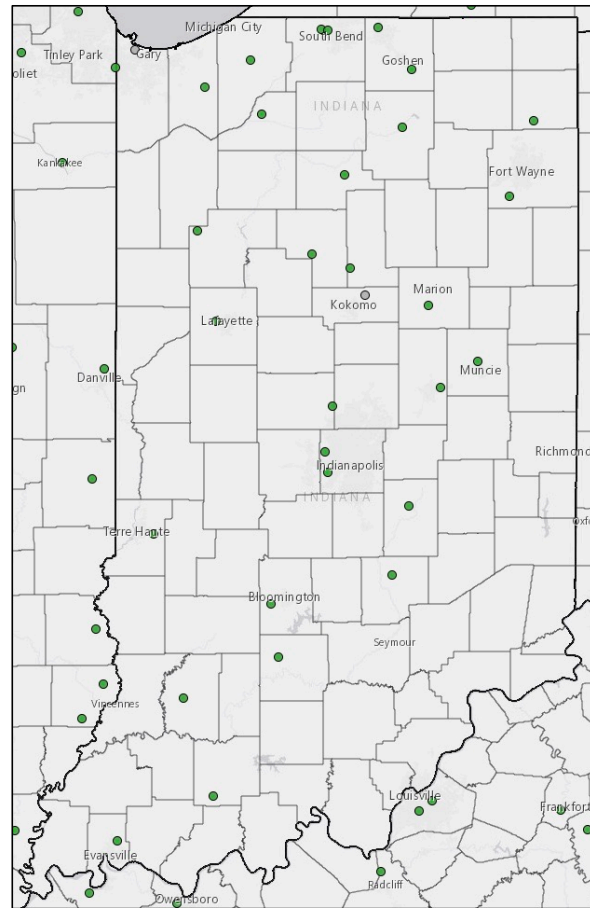 Michigan City
South Bend
Tinley Park
Gary
Goshen
oliet
INDIANA
Kankakee
Fort Wayne
Marion
Kokomo
Lafayette
Danville
Muncie
gn
Richmond
Indianapolis
INDIANA
Oxfo
Terre Haute
Bloomington
Seymour
Vincennes
Louisville
Frankfort
Evansville
Radcliff
Owensboro